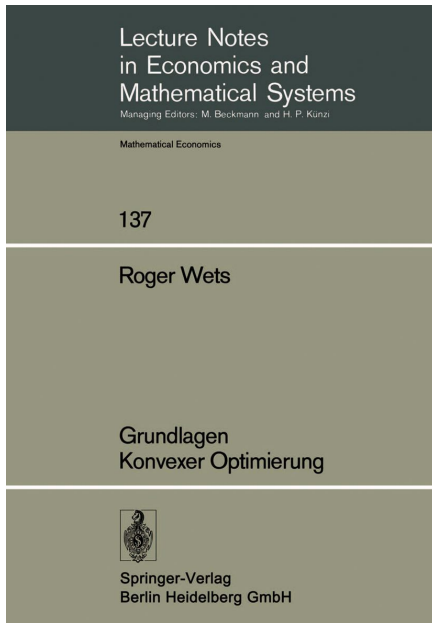 Lecture Notes
in Economics and
Mathematical Systems
Managing Editors: M. Beckmann and H. P. Künzi
Mathematical Economics
137
Roger Wets
Grundlagen
Konvexer Optimierung
Springer-Verlag
Berlin Heidelberg GmbH